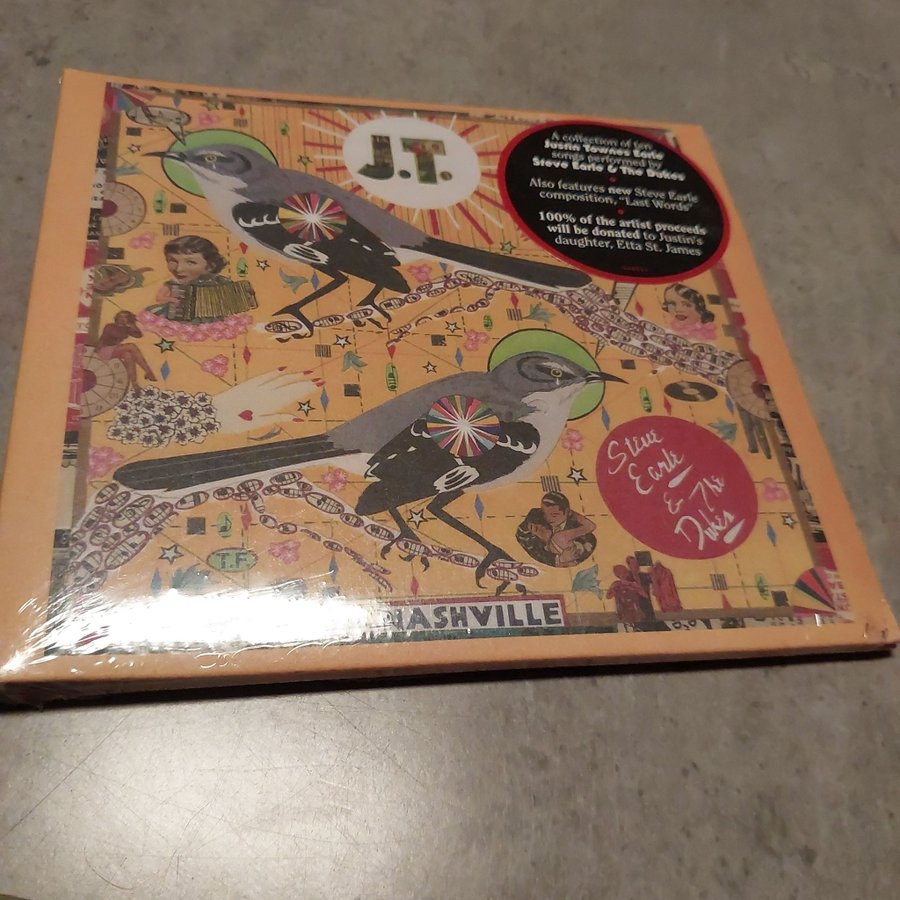 J.T.
A collection of ten
Justin Townes Earle
songs performed by
Steve Earle & The Dukes
Also features new Steve Earle
composition, "Last Words"
100% of the artist proceeds
will be donated to Justin's
daughter, Etta St. James
Steve
Earle
& The
Dukes
T.F.
NASHVILLE